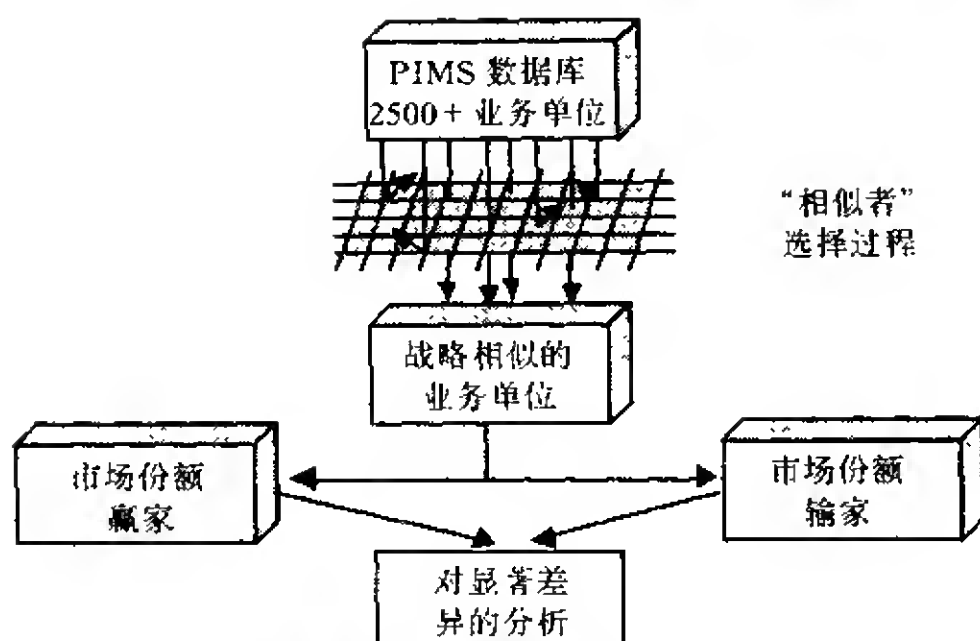 PIMS 数据库
2500+ 业务单位
“相似者”
选择过程
战略相似的
业务单位
市场份额
赢家
市场份额
输家
对显著差
异的分析